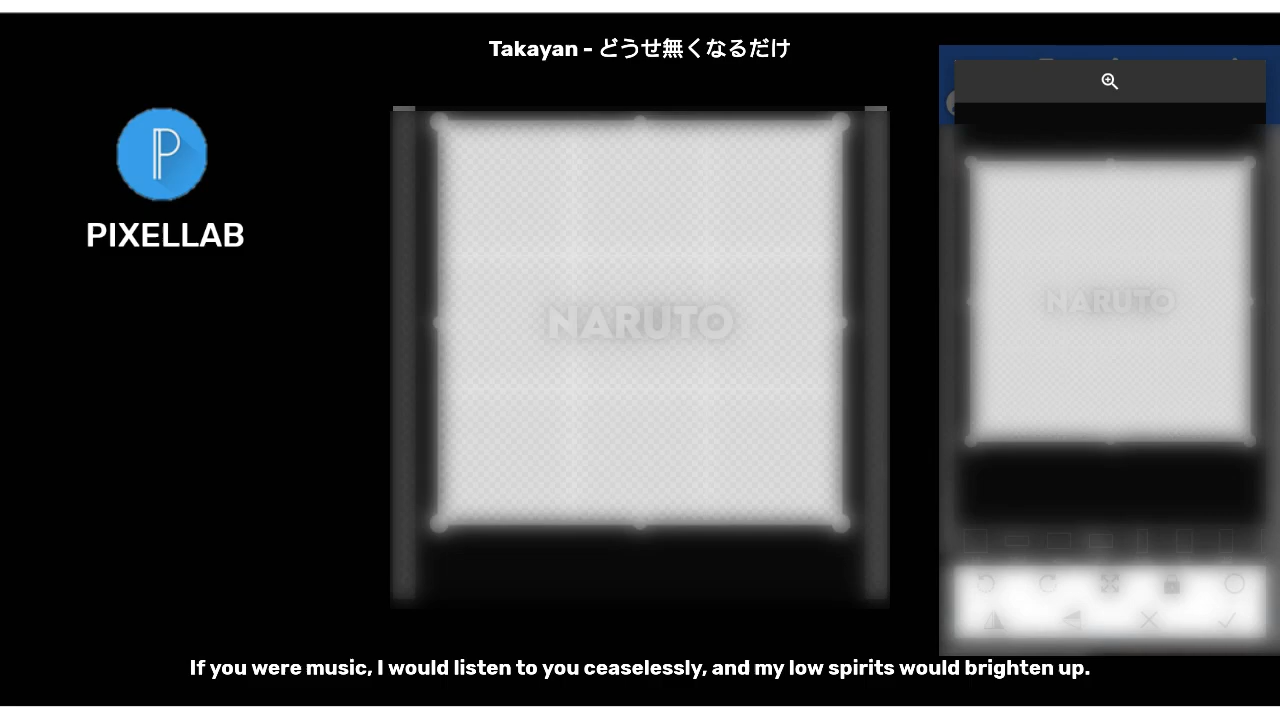 Takayan - どうせ無くなるだけ
PIXELLAB
NARUTO
NARUTO
If you were music, I would listen to you ceaselessly, and my low spirits would brighten up.